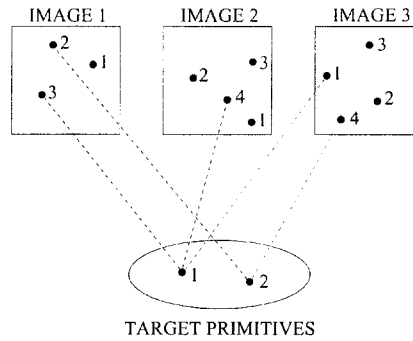 IMAGE 1 IMAGE 2 IMAGE 3
2 1 3
3 2 4 1
3 1 2 4
1 2
TARGET PRIMITIVES